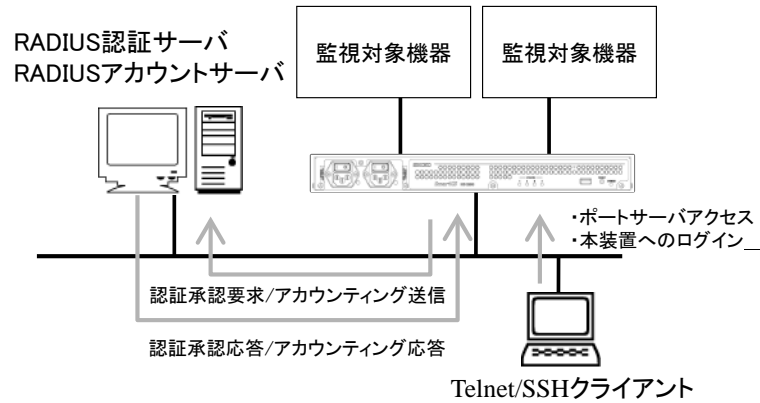 RADIUS認証サーバ
RADIUSアカウントサーバ
監視対象機器
監視対象機器
・ポートサーバアクセス
・本装置へのログイン
認証承認要求/アカウンティング送信
認証承認応答/アカウンティング応答
Telnet/SSHクライアント